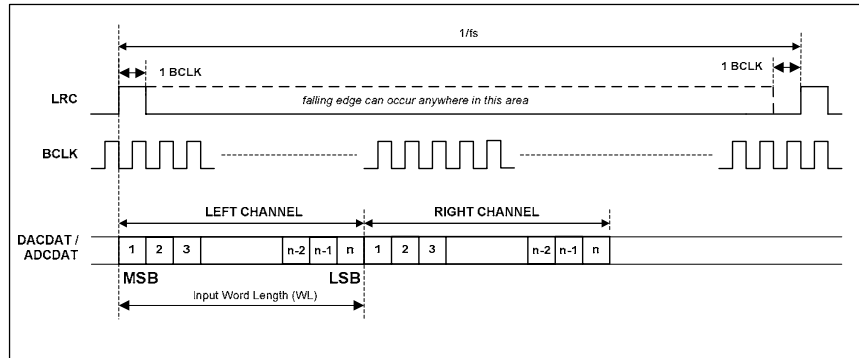 1/fs
1 BCLK
1 BCLK
LRC
falling edge can occur anywhere in this area
BCLK
LEFT CHANNEL
RIGHT CHANNEL
DACDAT /
ADCDAT
1 2 3 n-2 n-1 n 1 2 3 n-2 n-1 n
MSB
LSB
Input Word Length (WL)